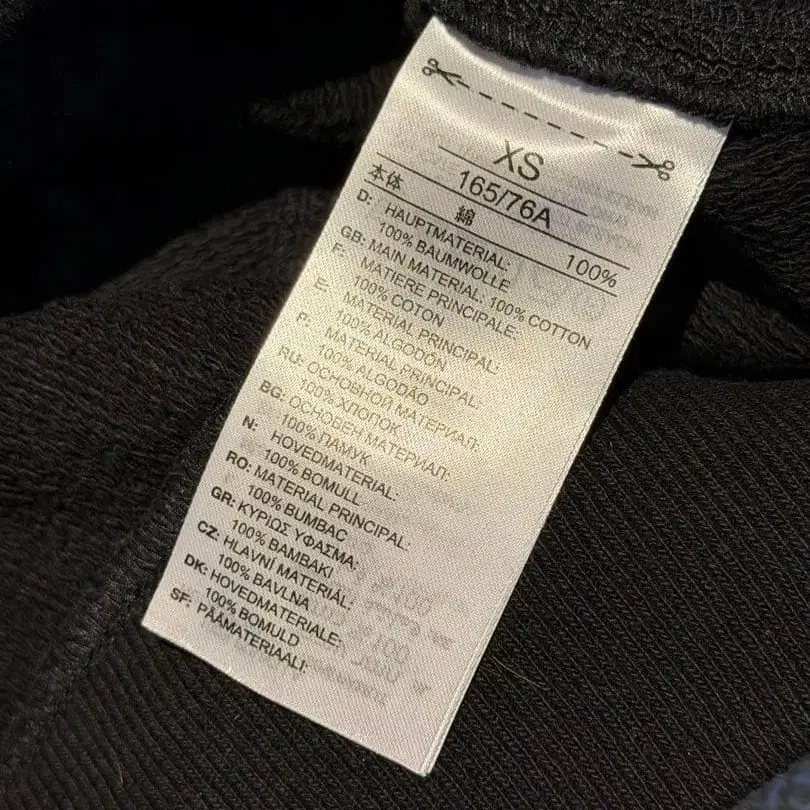 XS
165/76A
本体
綿 100%
D: HAUPTMATERIAL:
100% BAUMWOLLE
GB: MAIN MATERIAL: 100% COTTON
F: MATIERE PRINCIPALE:
100% COTON
E: MATERIAL PRINCIPAL:
100% ALGODÓN
P: MATERIAL PRINCIPAL:
100% ALGODÃO
RU: ОСНОВНОЙ МАТЕРИАЛ:
100% ХЛОПОК
BG: ОСНОВЕН МАТЕРИАЛ:
100% ПАМУК
N: HOVEDMATERIAL:
100% BOMULL
RO: MATERIAL PRINCIPAL:
100% BUMBAC
GR: ΚΥΡΙΩΣ ΥΦΑΣΜΑ:
100% ΒΑΜΒΑΚΙ
CZ: HLAVNÍ MATERIÁL:
100% BAVLNA
DK: HOVEDMATERIALE:
100% BOMULD
SF: PÄÄMATERIAALI: